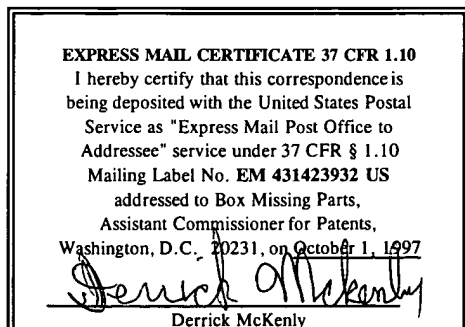 EXPRESS MAIL CERTIFICATE 37 CFR 1.10
I hereby certify that this correspondence is
being deposited with the United States Postal
Service as "Express Mail Post Office to
Addressee" service under 37 CFR § 1.10
Mailing Label No. EM 431423932 US
addressed to Box Missing Parts,
Assistant Commissioner for Patents,
Washington, D.C. 20231, on October 1, 1997
Derrick McKenly
Derrick McKenly